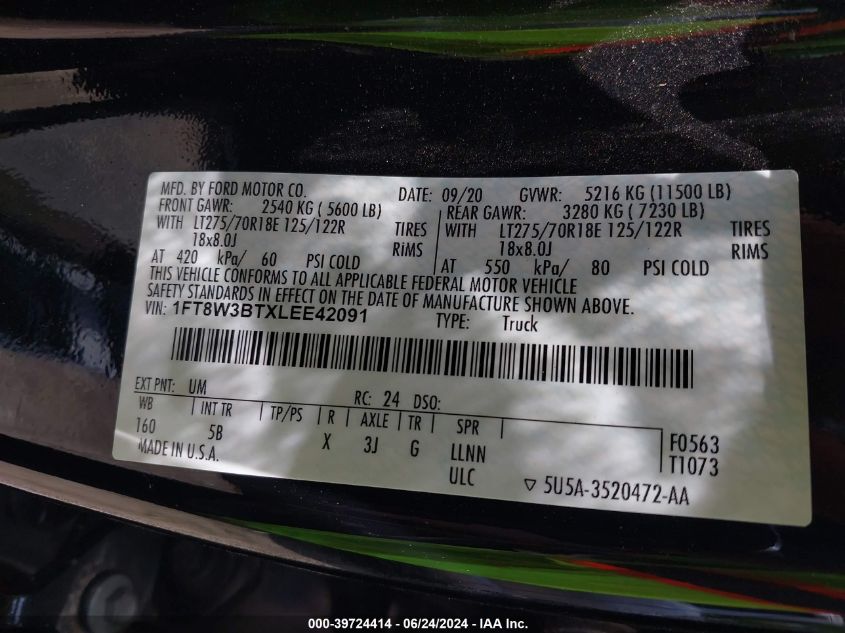 MFD. BY FORD MOTOR CO. DATE: 09/20 GVWR: 5216 KG (11500 LB)
FRONT GAWR: 2540 KG ( 5600 LB) REAR GAWR: 3280 KG ( 7230 LB)
WITH LT275/70R18E 125/122R TIRES WITH LT275/70R18E 125/122R TIRES
18x8.0J RiMS 18x8.0J RIMS
AT 420 kPa/ 60 PSI COLD AT 550 kPa/ 80 PSI COLD
THIS VEHICLE CONFORMS TO ALL APPLICABLE FEDERAL MOTOR VEHICLE
SAFETY STANDARDS IN EFFECT ON THE DATE OF MANUFACTURE SHOWN ABOVE.
VIN: 1FT8W3BTXLEE42091 TYPE: Truck
EXT PNT: UM RC: 24 DSO:
WB INT TR TP/PS R AXLE TR SPR
160 5B X 3J G LLNN F0563
MADE IN U.S.A. ULC T1073
▽ 5U5A-3520472-AA
000-39724414 - 06/24/2024 - IAA Inc.